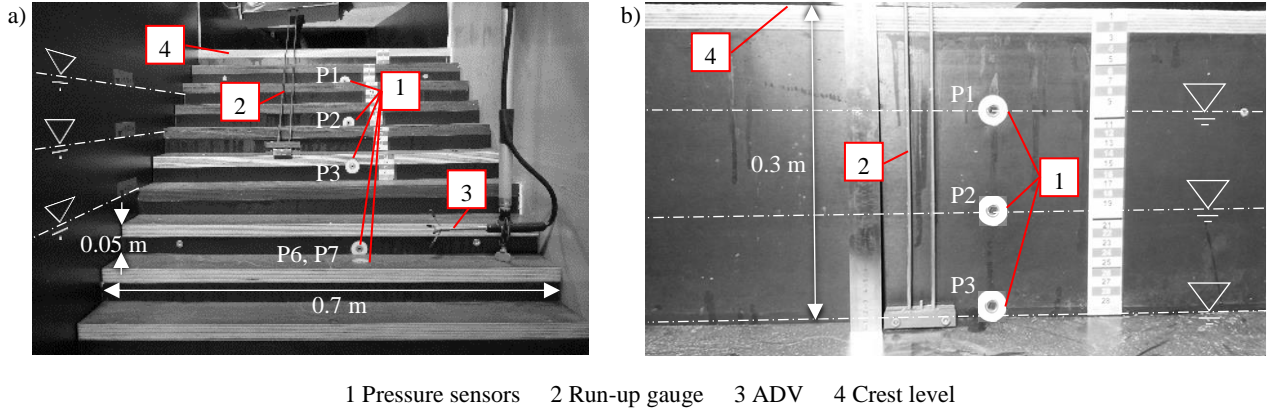 a)
4
2
1
3
P1
P2
P3
P6, P7
0.05 m
0.7 m
b)
4
0.3 m
2
1
P1
P2
P3
1 Pressure sensors 2 Run-up gauge 3 ADV 4 Crest level